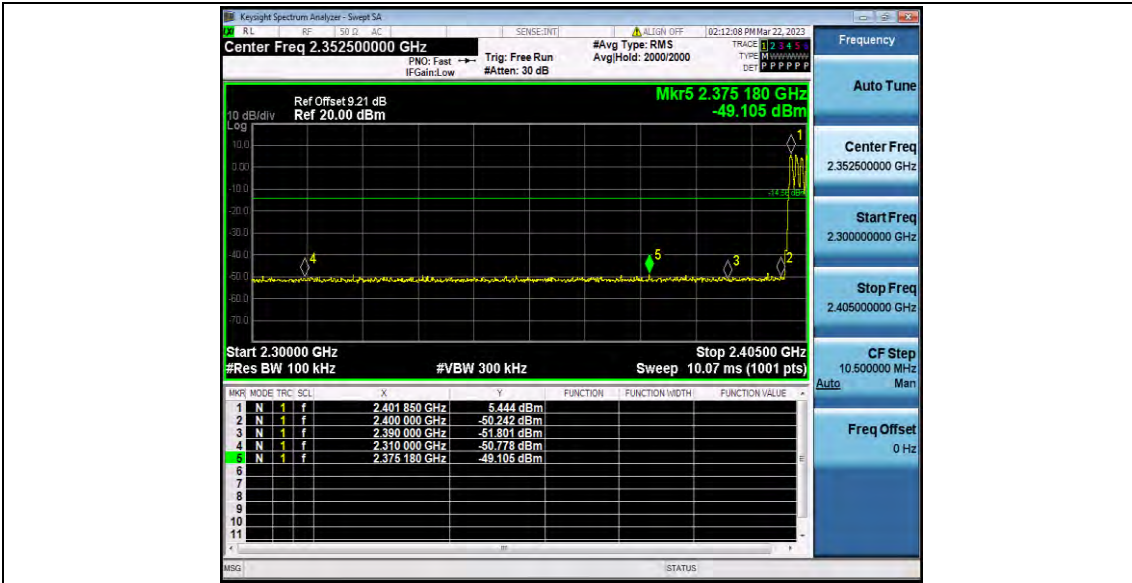 Keysight Spectrum Analyzer - Swept SA
RL RF 50 Ω AC SENSE:INT ALIGN OFF 02:12:08 PM Mar 22, 2023
Center Freq 2.352500000 GHz
PNO: Fast
IFGain:Low
Trig: Free Run
#Atten: 30 dB
#Avg Type: RMS
Avg|Hold: 2000/2000
TRACE 1 2 3 4 5 6
TYPE M W W W W W
DET P P P P P P
Ref Offset 9.21 dB
10 dB/div Ref 20.00 dBm
Log
Mkr5 2.375 180 GHz
-49.105 dBm
10.0
0.00
-10.0
-20.0
-30.0
-40.0
-50.0
-60.0
-70.0
1
2
3
4
5
Start 2.30000 GHz Stop 2.40500 GHz
#Res BW 100 kHz #VBW 300 kHz Sweep 10.07 ms (1001 pts)
MKR MODE TRC SCL X Y FUNCTION FUNCTION WIDTH FUNCTION VALUE
1 N 1 f 2.401 850 GHz 5.444 dBm
2 N 1 f 2.400 000 GHz -50.242 dBm
3 N 1 f 2.390 000 GHz -51.801 dBm
4 N 1 f 2.310 000 GHz -50.778 dBm
5 N 1 f 2.375 180 GHz -49.105 dBm
6
7
8
9
10
11
MSG STATUS
Frequency
Auto Tune
Center Freq
2.352500000 GHz
Start Freq
2.300000000 GHz
Stop Freq
2.405000000 GHz
CF Step
10.500000 MHz
Auto Man
Freq Offset
0 Hz